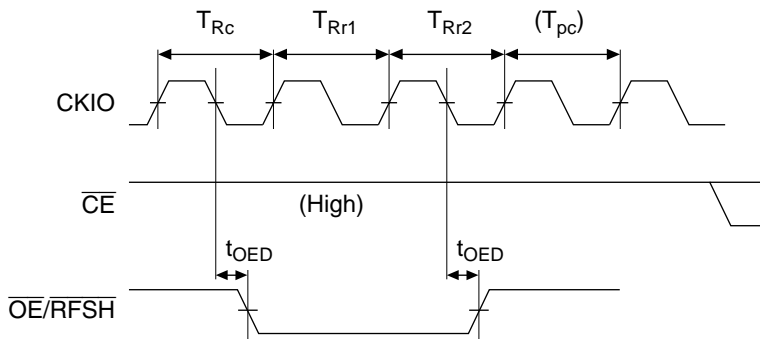 TRc TRr1 TRr2 (Tpc)
CKIO
CE
(High)
tOED tOED
OE/RFSH